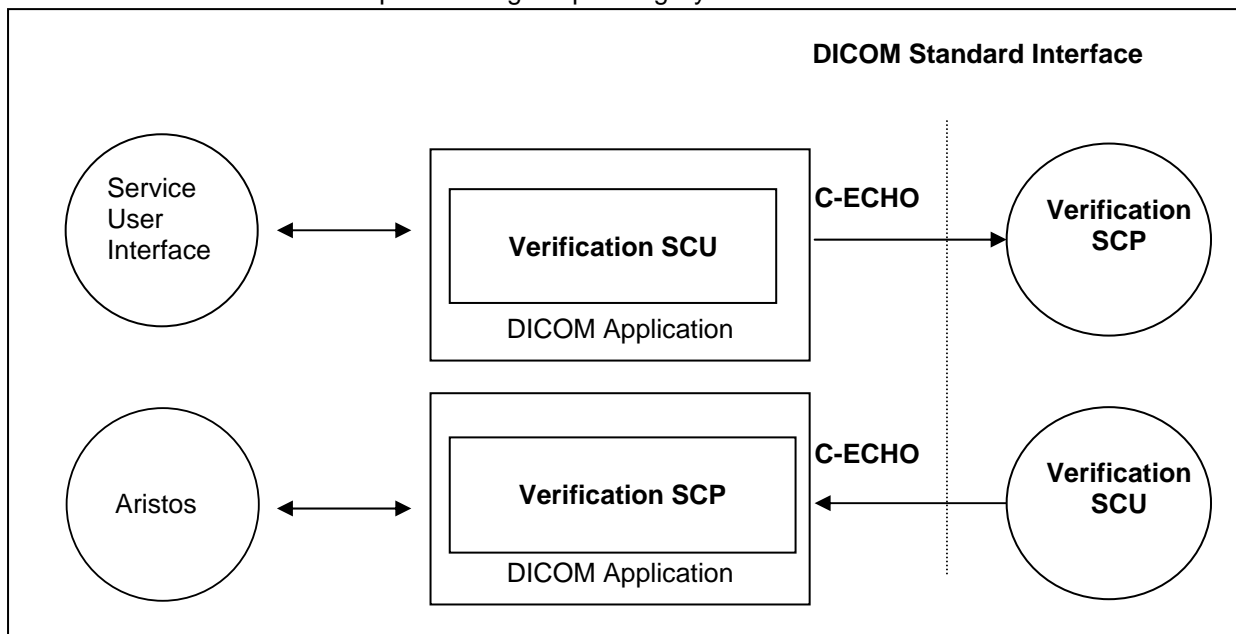 DICOM Standard Interface
Service
User
Interface
Verification SCU
DICOM Application
C-ECHO
Verification
SCP
Aristos
Verification SCP
DICOM Application
C-ECHO
Verification
SCU